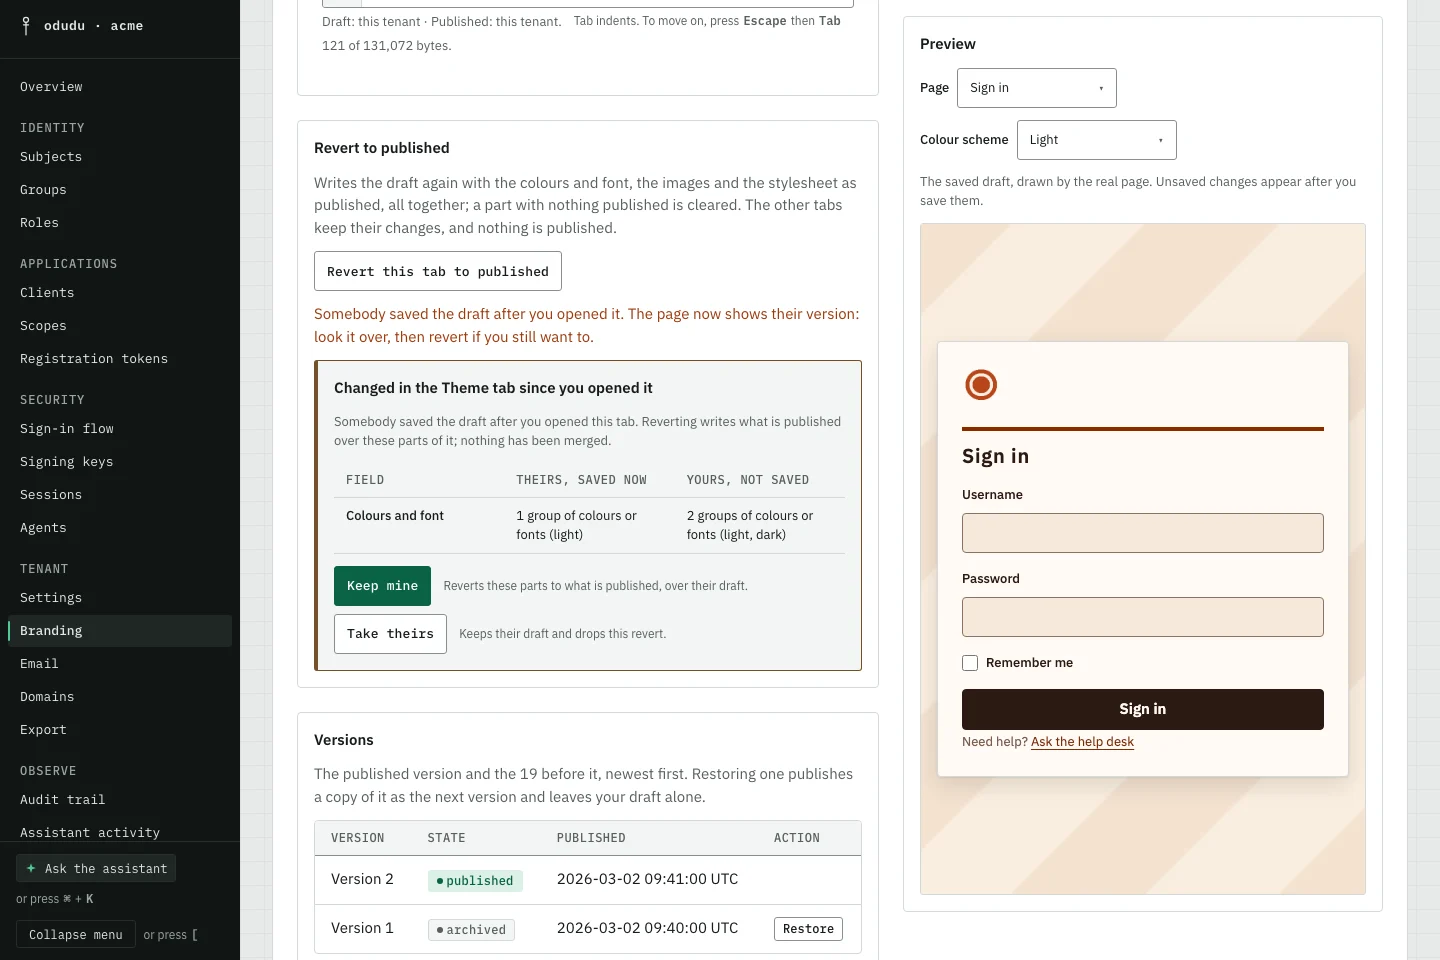 odudu · acme
Overview
IDENTITY
Subjects
Groups
Roles
APPLICATIONS
Clients
Scopes
Registration tokens
SECURITY
Sign-in flow
Signing keys
Sessions
Agents
TENANT
Settings
Branding
Email
Domains
Export
OBSERVE
Audit trail
Assistant activity
Ask the assistant
or press ⌘ + K
Collapse menu or press [
Draft: this tenant · Published: this tenant. Tab indents. To move on, press Escape then Tab
121 of 131,072 bytes.
Revert to published
Writes the draft again with the colours and font, the images and the stylesheet as
published, all together; a part with nothing published is cleared. The other tabs
keep their changes, and nothing is published.
Revert this tab to published
Somebody saved the draft after you opened it. The page now shows their version:
look it over, then revert if you still want to.
Changed in the Theme tab since you opened it
Somebody saved the draft after you opened this tab. Reverting writes what is published
over these parts of it; nothing has been merged.
FIELD THEIRS, SAVED NOW YOURS, NOT SAVED
Colours and font 1 group of colours or 2 groups of colours or
fonts (light) fonts (light, dark)
Keep mine Reverts these parts to what is published, over their draft.
Take theirs Keeps their draft and drops this revert.
Versions
The published version and the 19 before it, newest first. Restoring one publishes
a copy of it as the next version and leaves your draft alone.
VERSION STATE PUBLISHED ACTION
Version 2 published 2026-03-02 09:41:00 UTC
Version 1 archived 2026-03-02 09:40:00 UTC Restore
Preview
Page Sign in
Colour scheme Light
The saved draft, drawn by the real page. Unsaved changes appear after you
save them.
Sign in
Username
Password
Remember me
Sign in
Need help? Ask the help desk